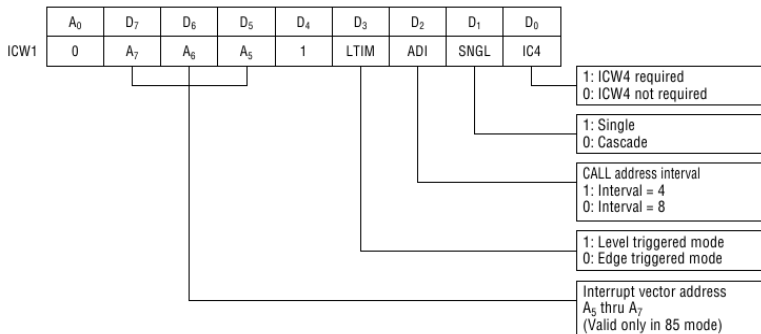 A₀ D₇ D₆ D₅ D₄ D₃ D₂ D₁ D₀
ICW1 0 A₇ A₆ A₅ 1 LTIM ADI SNGL IC4
1: ICW4 required
0: ICW4 not required
1: Single
0: Cascade
CALL address interval
1: Interval = 4
0: Interval = 8
1: Level triggered mode
0: Edge triggered mode
Interrupt vector address
A₅ thru A₇
(Valid only in 85 mode)